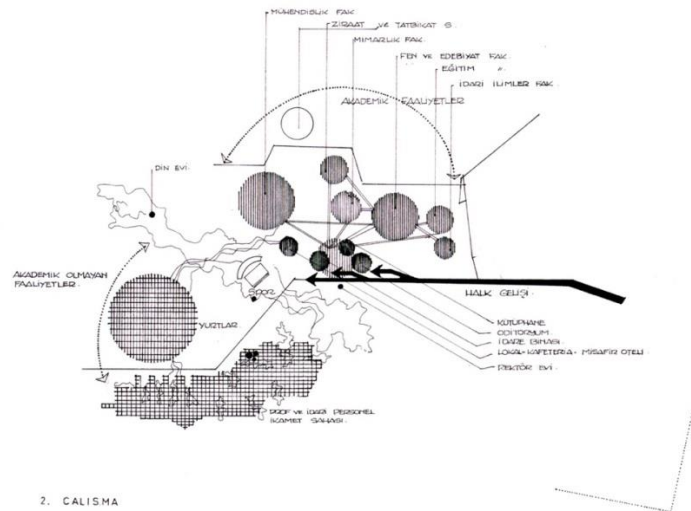 MÜHENDİSLİK FAK.
ZİRAAT ve TATBİKAT S.
MİMARLIK FAK.
FEN ve EDEBİYAT FAK.
EĞİTİM "
İDARİ İLİMLER FAK.
AKADEMİK FAALİYETLER
DİN EVİ.
AKADEMİK OLMAYAN
FAALİYETLER.
SPOR
HALK GELİŞİ.
YURTLAR
KÜTÜPHANE
ODİTORYUM.
İDARE BİNASI
LOKAL-KAFETERIA-MİSAFİR OTELİ
REKTÖR EVİ
PROF ve İDARİ PERSONEL
İKAMET SAHASI.
2. CALISMA